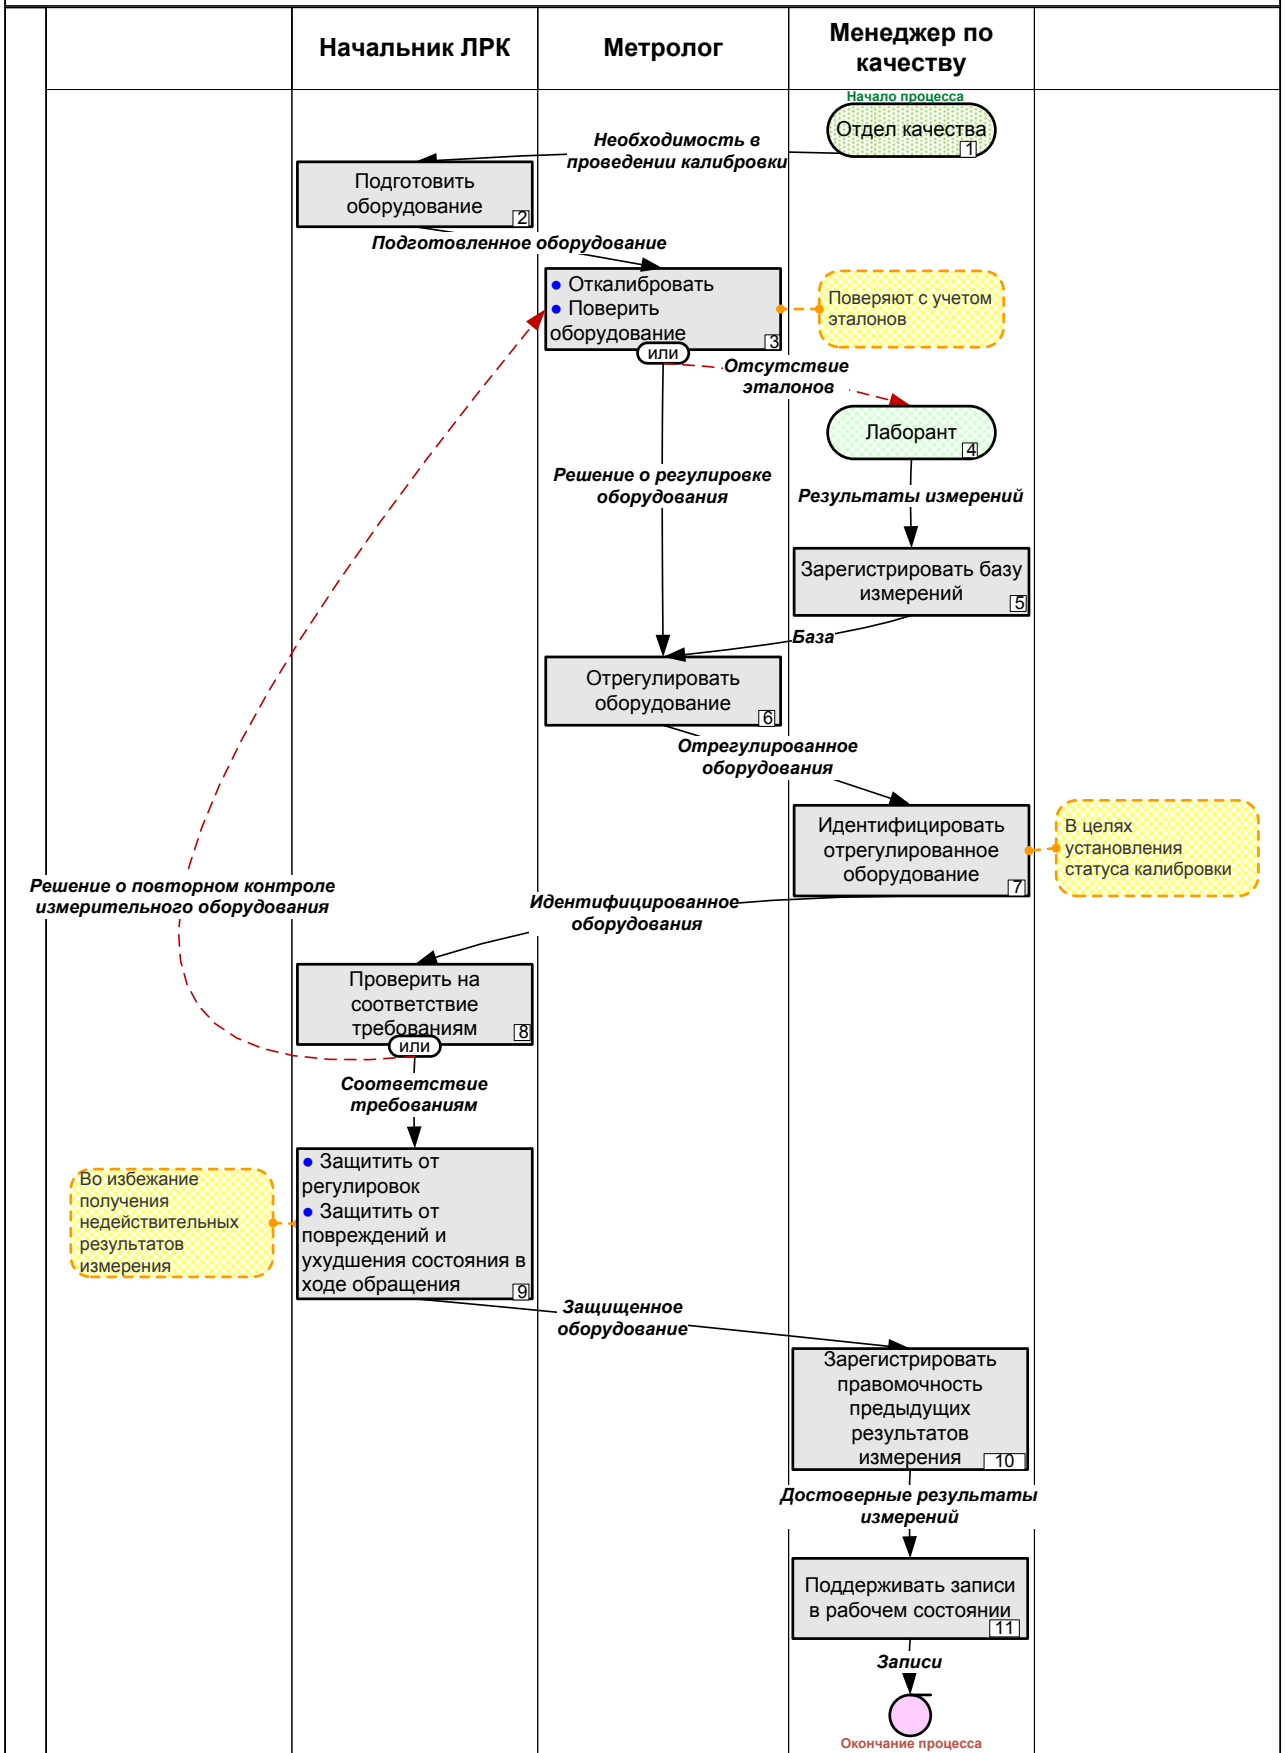 Начальник ЛРК
Метролог
Менеджер по
качеству
Начало процесса
Отдел качества
1
Необходимость в
проведении калибровки
Подготовить
оборудование
2
Подготовленное оборудование
● Откалибровать
● Поверить
оборудование
3
или
Поверяют с учетом
эталонов
Отсутствие
эталонов
Лаборант
4
Решение о регулировке
оборудования
Результаты измерений
Зарегистрировать базу
измерений
5
База
Отрегулировать
оборудование
6
Отрегулированное
оборудования
Идентифицировать
отрегулированное
оборудование
7
В целях
установления
статуса калибровки
Решение о повторном контроле
измерительного оборудования
Идентифицированное
оборудования
Проверить на
соответствие
требованиям
8
или
Соответствие
требованиям
● Защитить от
регулировок
● Защитить от
повреждений и
ухудшения состояния в
ходе обращения
9
Во избежание
получения
недействительных
результатов
измерения
Защищенное
оборудование
Зарегистрировать
правомочность
предыдущих
результатов
измерения
10
Достоверные результаты
измерений
Поддерживать записи
в рабочем состоянии
11
Записи
Окончание процесса